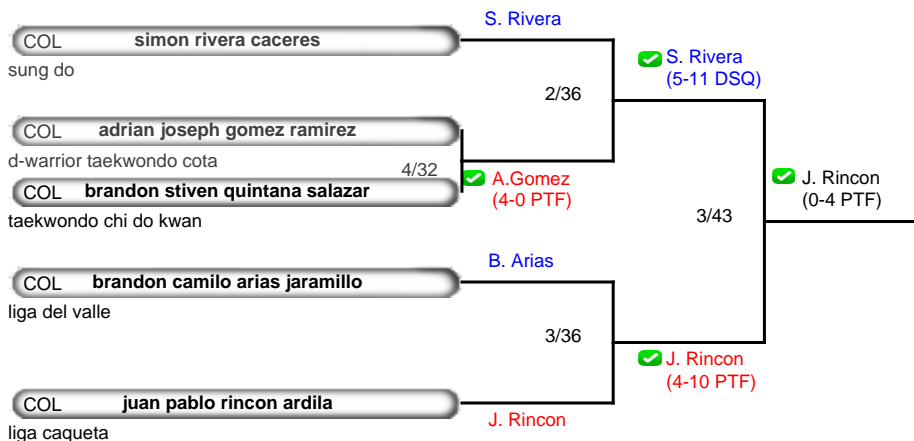 S. Rivera
COL simon rivera caceres
sung do
S. Rivera
(5-11 DSQ)
2/36
COL adrian joseph gomez ramirez
d-warrior taekwondo cota
4/32
COL brandon stiven quintana salazar
taekwondo chi do kwan
A.Gomez
(4-0 PTF)
J. Rincon
(0-4 PTF)
3/43
B. Arias
COL brandon camilo arias jaramillo
liga del valle
3/36
J. Rincon
(4-10 PTF)
COL juan pablo rincon ardila
liga caqueta
J. Rincon